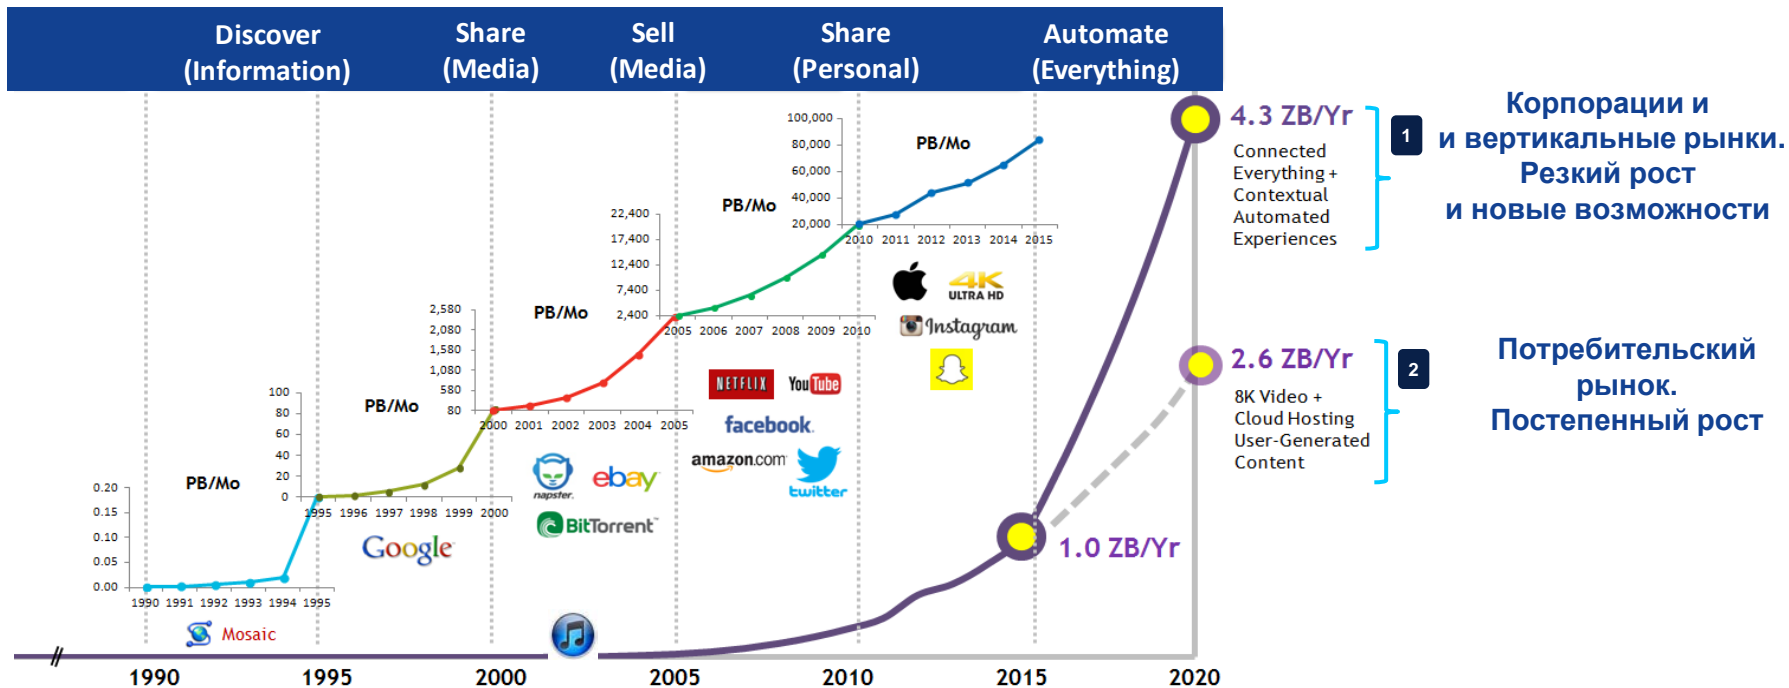 Discover
(Information)
Share
(Media)
Sell
(Media)
Share
(Personal)
Automate
(Everything)
4.3 ZB/Yr
Connected
Everything +
Contextual
Automated
Experiences
1
Корпорации и
и вертикальные рынки.
Резкий рост
и новые возможности
PB/Mo
100,000
80,000
60,000
40,000
20,000
2010 2011 2012 2013 2014 2015
PB/Mo
22,400
17,400
12,400
7,400
2,400
2005 2006 2007 2008 2009 2010
PB/Mo
2,580
2,080
1,580
1,080
580
80
2000 2001 2002 2003 2004 2005
PB/Mo
100
80
60
40
20
0
1995 1996 1997 1998 1999 2000
PB/Mo
0.20
0.15
0.10
0.05
0.00
1990 1991 1992 1993 1994 1995
4K
ULTRA HD
Instagram
NETFLIX
YouTube
facebook.
amazon.com
twitter
napster.
ebay
BitTorrent™
Google
Mosaic
2.6 ZB/Yr
8K Video +
Cloud Hosting
User-Generated
Content
2
Потребительский
рынок.
Постепенный рост
1.0 ZB/Yr
1990 1995 2000 2005 2010 2015 2020